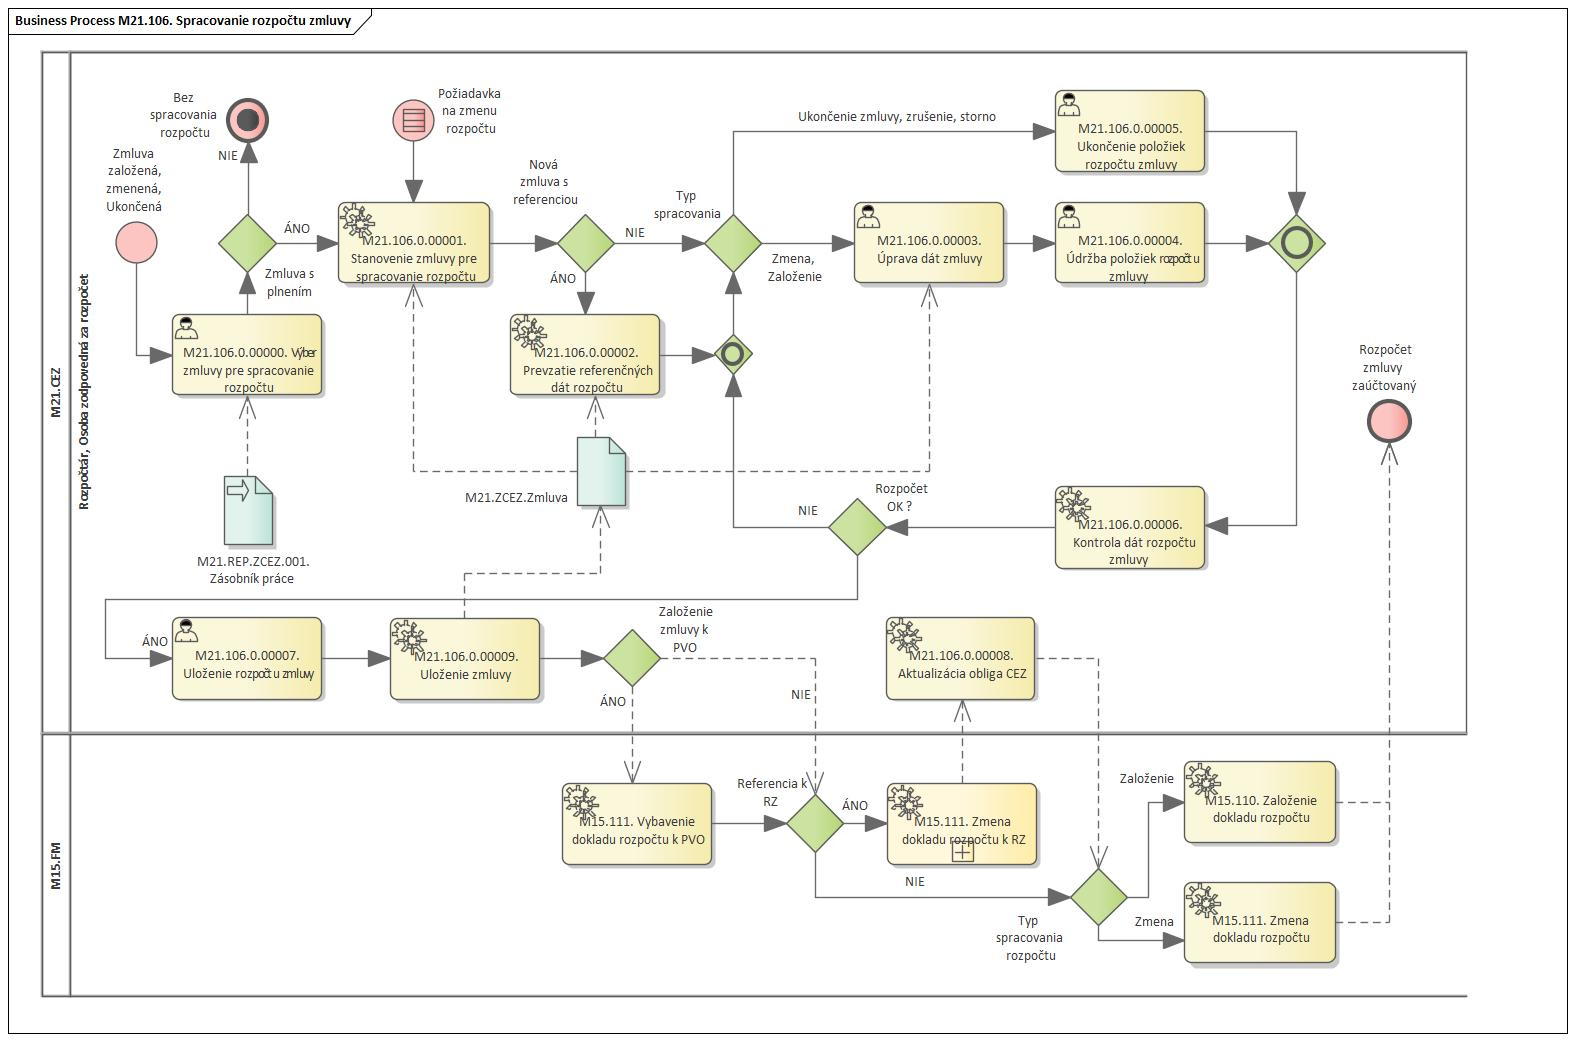 Business Process M21.106. Spracovanie rozpočtu zmluvy
M21.CEZ
Rozpočtár, Osoba zodpovedná za rozpočet
Bez
spracovania
rozpočtu
Požiadavka
na zmenu
rozpočtu
Zmluva
založená,
zmenená,
Ukončená
NIE
ÁNO
Zmluva s
plnením
M21.106.0.00000. Výber
zmluvy pre spracovanie
rozpočtu
M21.REP.ZCEZ.001.
Zásobník práce
M21.106.0.00001.
Stanovenie zmluvy pre
spracovanie rozpočtu
Nová
zmluva s
referenciou
NIE
ÁNO
M21.106.0.00002.
Prevzatie referenčných
dát rozpočtu
M21.ZCEZ.Zmluva
Typ
spracovania
Ukončenie zmluvy, zrušenie, storno
Zmena,
Založenie
M21.106.0.00003.
Úprava dát zmluvy
M21.106.0.00005.
Ukončenie položiek
rozpočtu zmluvy
M21.106.0.00004.
Údržba položiek rozpočtu
zmluvy
Rozpočet
zmluvy
zaúčtovaný
Rozpočet
OK ?
NIE
M21.106.0.00006.
Kontrola dát rozpočtu
zmluvy
ÁNO
M21.106.0.00007.
Uloženie rozpočtu zmluvy
M21.106.0.00009.
Uloženie zmluvy
Založenie
zmluvy k
PVO
ÁNO
NIE
M21.106.0.00008.
Aktualizácia obliga CEZ
M15.FM
M15.111. Vybavenie
dokladu rozpočtu k PVO
Referencia k
RZ
ÁNO
NIE
M15.111. Zmena
dokladu rozpočtu k RZ
Typ
spracovania
rozpočtu
Založenie
Zmena
M15.110. Založenie
dokladu rozpočtu
M15.111. Zmena
dokladu rozpočtu